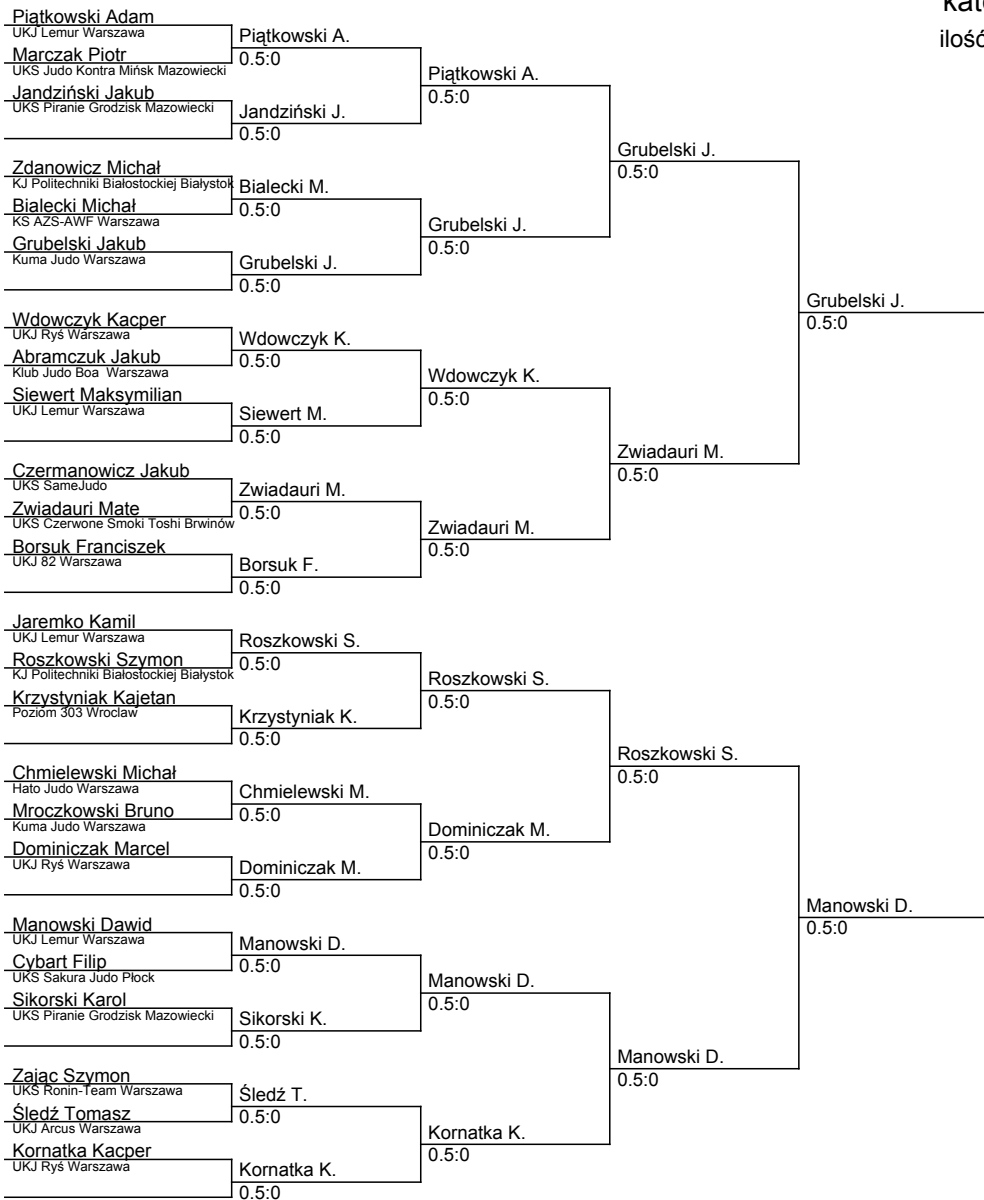 kate
ilość
Piątkowski Adam
UKJ Lemur Warszawa
Marczak Piotr
UKS Judo Kontra Mińsk Mazowiecki
Jandziński Jakub
UKS Piranie Grodzisk Mazowiecki
Zdanowicz Michał
KJ Politechniki Białostockiej Białystok
Bialecki Michał
KS AZS-AWF Warszawa
Grubelski Jakub
Kuma Judo Warszawa
Wdowczyk Kacper
UKJ Ryś Warszawa
Abramczuk Jakub
Klub Judo Boa Warszawa
Siewert Maksymilian
UKJ Lemur Warszawa
Czermanowicz Jakub
UKS SameJudo
Zwiadauri Mate
UKS Czerwone Smoki Toshi Brwinów
Borsuk Franciszek
UKJ 82 Warszawa
Jaremko Kamil
UKJ Lemur Warszawa
Roszkowski Szymon
KJ Politechniki Białostockiej Białystok
Krzystyniak Kajetan
Poziom 303 Wroclaw
Chmielewski Michał
Hato Judo Warszawa
Mroczkowski Bruno
Kuma Judo Warszawa
Dominiczak Marcel
UKJ Ryś Warszawa
Manowski Dawid
UKJ Lemur Warszawa
Cybart Filip
UKS Sakura Judo Płock
Sikorski Karol
UKS Piranie Grodzisk Mazowiecki
Zając Szymon
UKS Ronin-Team Warszawa
Śledź Tomasz
UKJ Arcus Warszawa
Kornatka Kacper
UKJ Ryś Warszawa
Piątkowski A.
0.5:0
Jandziński J.
0.5:0
Bialecki M.
0.5:0
Grubelski J.
0.5:0
Wdowczyk K.
0.5:0
Siewert M.
0.5:0
Zwiadauri M.
0.5:0
Borsuk F.
0.5:0
Roszkowski S.
0.5:0
Krzystyniak K.
0.5:0
Chmielewski M.
0.5:0
Dominiczak M.
0.5:0
Manowski D.
0.5:0
Sikorski K.
0.5:0
Śledź T.
0.5:0
Kornatka K.
0.5:0
Piątkowski A.
0.5:0
Grubelski J.
0.5:0
Wdowczyk K.
0.5:0
Zwiadauri M.
0.5:0
Roszkowski S.
0.5:0
Dominiczak M.
0.5:0
Manowski D.
0.5:0
Kornatka K.
0.5:0
Grubelski J.
0.5:0
Zwiadauri M.
0.5:0
Roszkowski S.
0.5:0
Manowski D.
0.5:0
Grubelski J.
0.5:0
Manowski D.
0.5:0